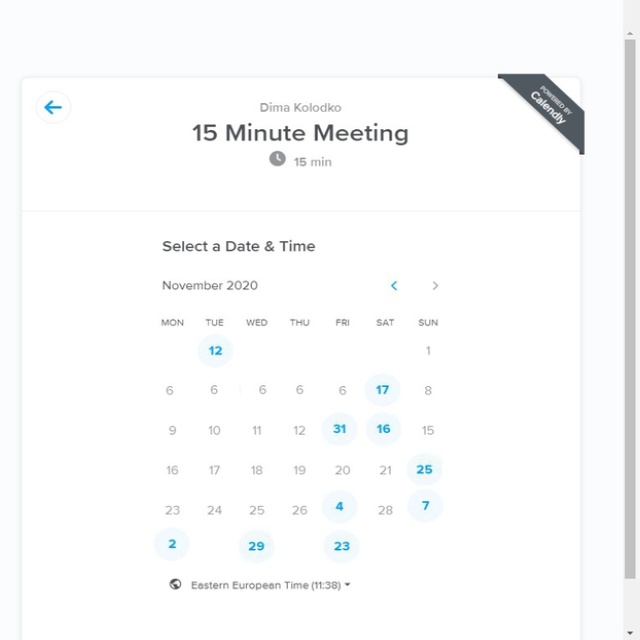 POWERED BY
Calendly
Dima Kolodko
15 Minute Meeting
15 min
Select a Date & Time
November 2020
MON TUE WED THU FRI SAT SUN
12 1
6 6 6 6 6 17 8
9 10 11 12 31 16 15
16 17 18 19 20 21 25
23 24 25 26 4 28 7
2 29 23
Eastern European Time (11:38)